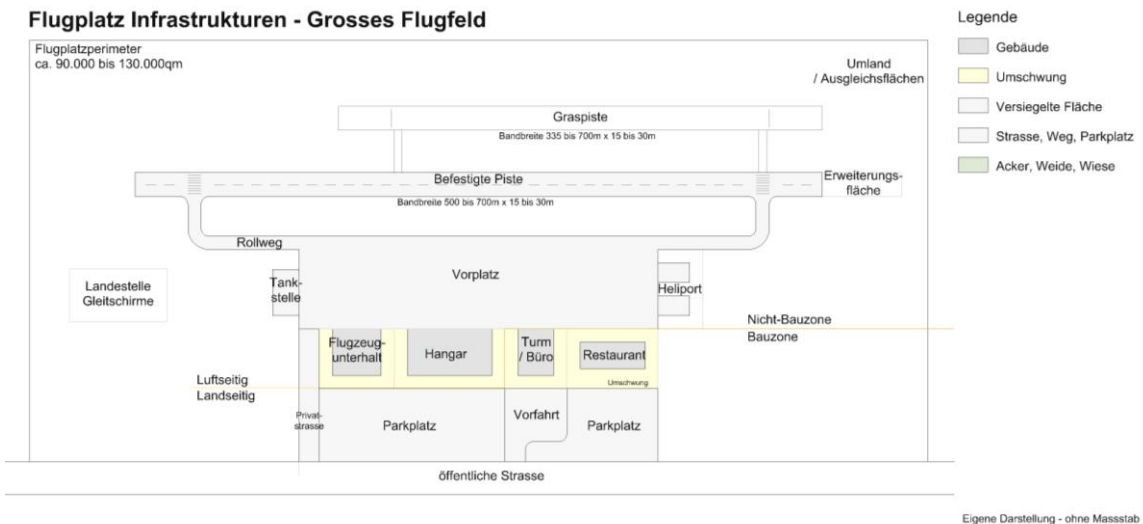 Flugplatz Infrastrukturen - Grosses Flugfeld
Flugplatzperimeter
ca. 90.000 bis 130.000qm
Umland
/ Ausgleichsflächen
Graspiste
Bandbreite 335 bis 700m x 15 bis 30m
Befestigte Piste
Bandbreite 500 bis 700m x 15 bis 30m
Erweiterungs-
fläche
Rollweg
Vorplatz
Landestelle
Gleitschirme
Tank-
stelle
Heliport
Nicht-Bauzone
Bauzone
Flugzeug-
unterhalt
Hangar
Turm
/ Büro
Restaurant
Umschwung
Luftseitig
Landseitig
Privat-
strasse
Parkplatz
Vorfahrt
Parkplatz
öffentliche Strasse
Legende
Gebäude
Umschwung
Versiegelte Fläche
Strasse, Weg, Parkplatz
Acker, Weide, Wiese
Eigene Darstellung - ohne Massstab